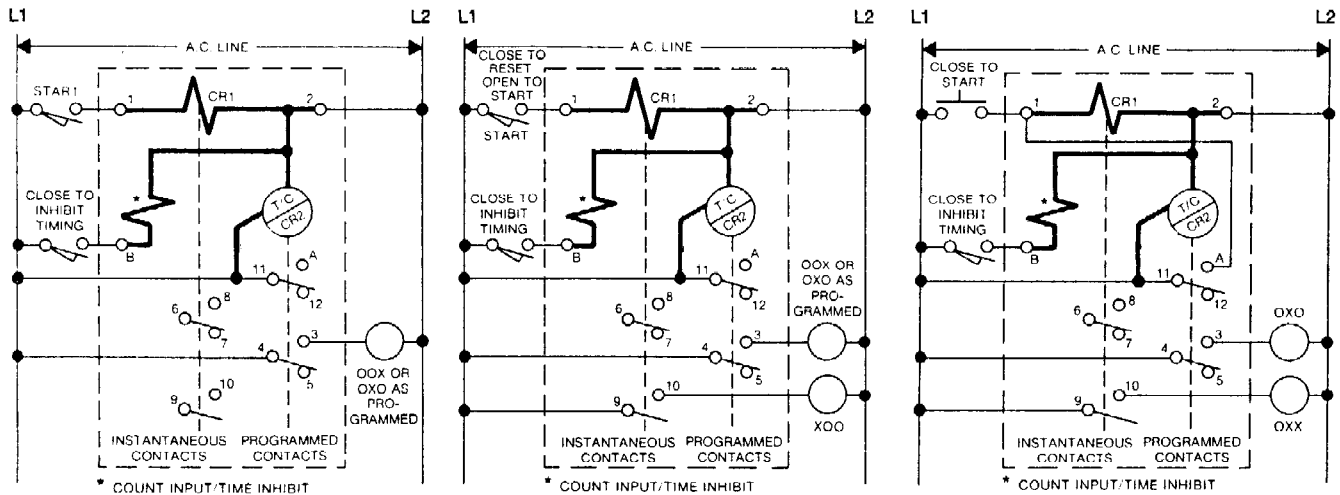 L1
L2
A.C. LINE
START
1
CR1
2
CLOSE TO
INHIBIT
TIMING
*
T/C
CR2
B
A
11
12
8
6
7
3
4
5
OOX OR
OXO AS
PRO-
GRAMMED
10
9
INSTANTANEOUS
CONTACTS
PROGRAMMED
CONTACTS
* COUNT INPUT/TIME INHIBIT
L1
L2
A.C. LINE
CLOSE TO
RESET
OPEN TO
START
START
1
CR1
2
CLOSE TO
INHIBIT
TIMING
*
T/C
CR2
B
A
11
12
OOX OR
OXO AS
PRO-
GRAMMED
8
6
7
3
4
5
10
9
XOO
INSTANTANEOUS
CONTACTS
PROGRAMMED
CONTACTS
* COUNT INPUT/TIME INHIBIT
L1
L2
A.C. LINE
CLOSE TO
START
1
CR1
2
CLOSE TO
INHIBIT
TIMING
*
T/C
CR2
B
A
11
12
8
6
7
3
OXO
4
5
10
9
OXX
INSTANTANEOUS
CONTACTS
PROGRAMMED
CONTACTS
* COUNT INPUT/TIME INHIBIT